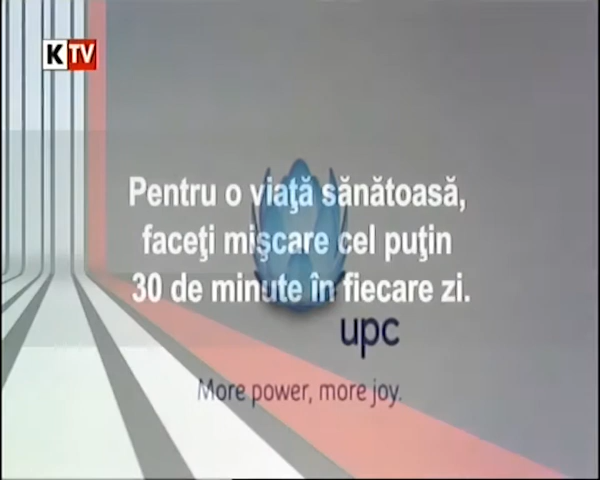 KTV
Pentru o viaţă sănătoasă,
faceţi mişcare cel puţin
30 de minute în fiecare zi.
upc
More power, more joy.